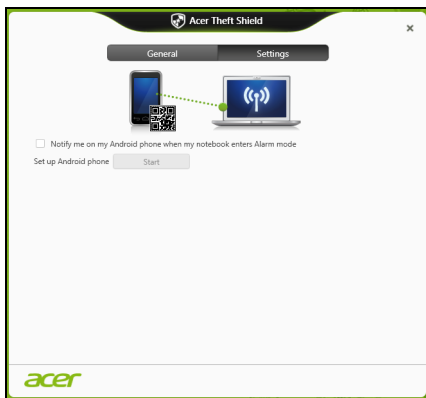 Acer Theft Shield
General Settings
Notify me on my Android phone when my notebook enters Alarm mode
Set up Android phone Start
acer